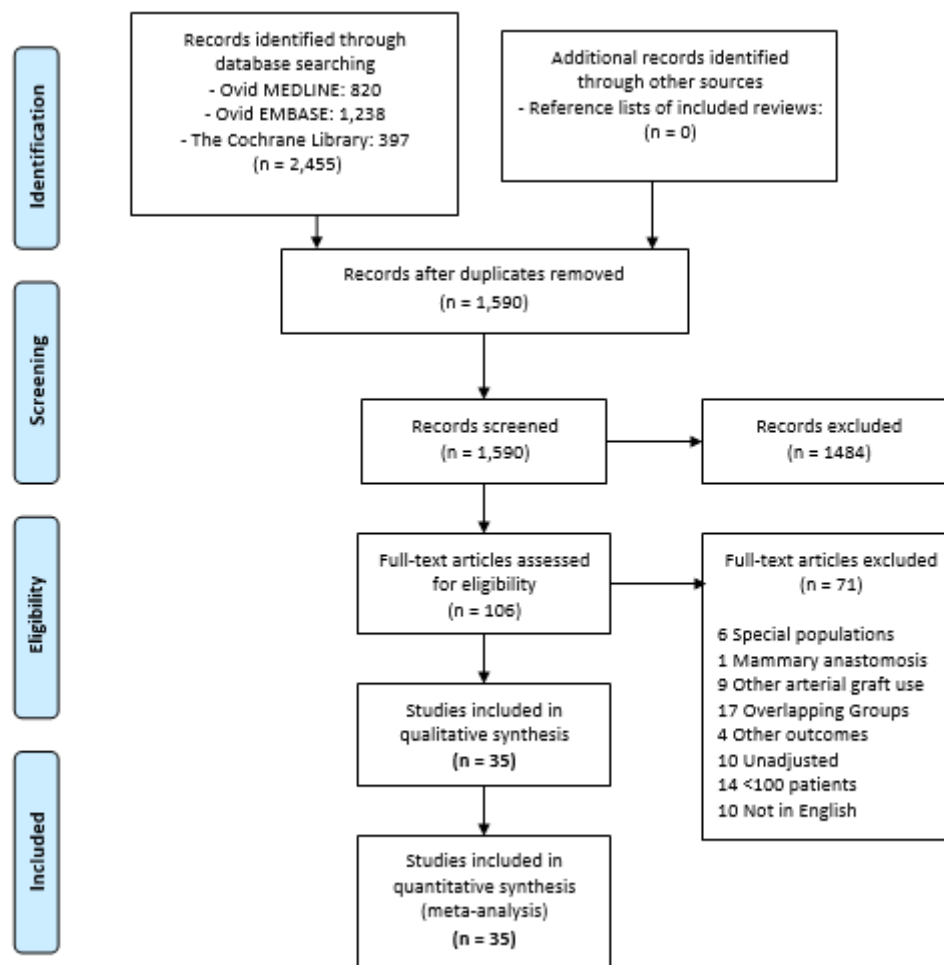 Identification
Records identified through
database searching
- Ovid MEDLINE: 820
- Ovid EMBASE: 1,238
- The Cochrane Library: 397
(n = 2,455)
Additional records identified
through other sources
- Reference lists of included reviews:
(n = 0)
Records after duplicates removed
(n = 1,590)
Screening
Records screened
(n = 1,590)
Records excluded
(n = 1484)
Eligibility
Full-text articles assessed
for eligibility
(n = 106)
Full-text articles excluded
(n = 71)
6 Special populations
1 Mammary anastomosis
9 Other arterial graft use
17 Overlapping Groups
4 Other outcomes
10 Unadjusted
14 <100 patients
10 Not in English
Studies included in
qualitative synthesis
(n = 35)
Included
Studies included in
quantitative synthesis
(meta-analysis)
(n = 35)